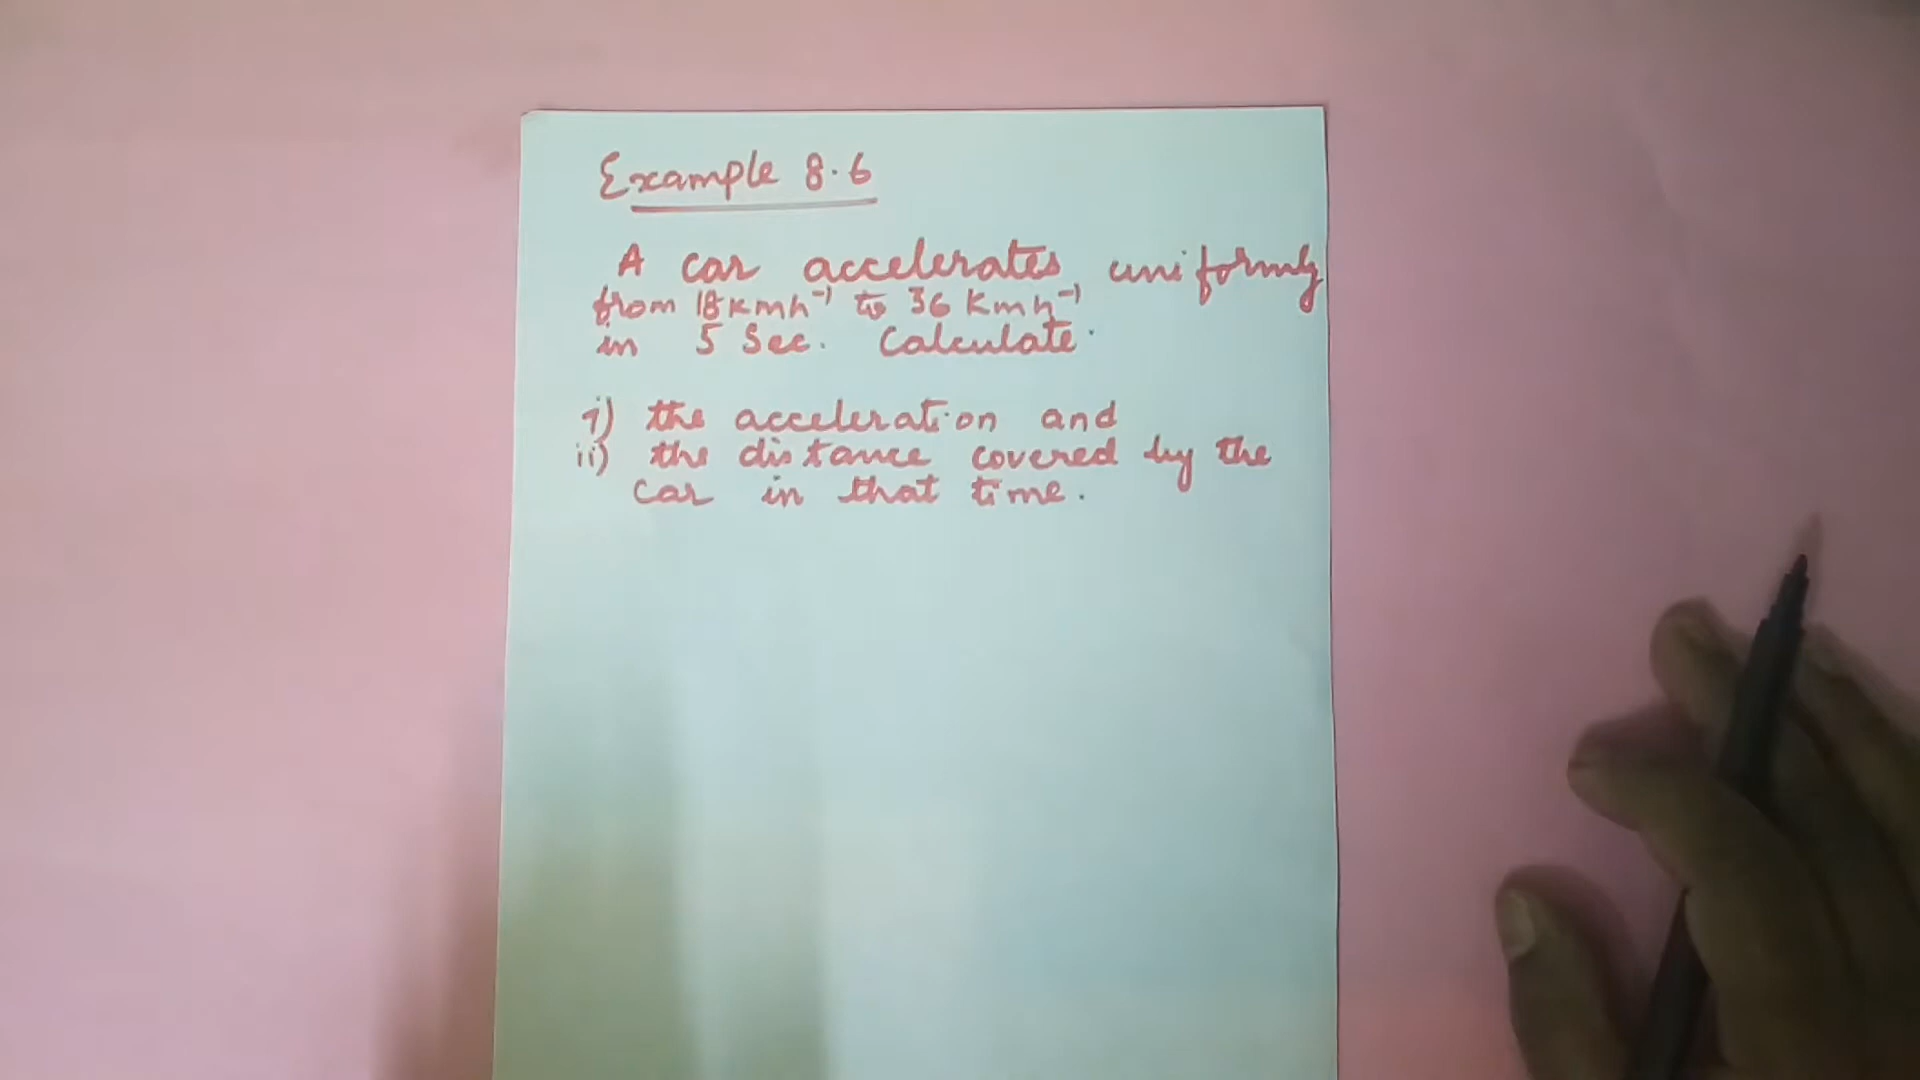 Example 8.6
A car accelerates uniformly
from 18 kmh⁻¹ to 36 Kmh⁻¹
in 5 Sec. Calculate
i) the acceleration and
ii) the distance covered by the
car in that time.